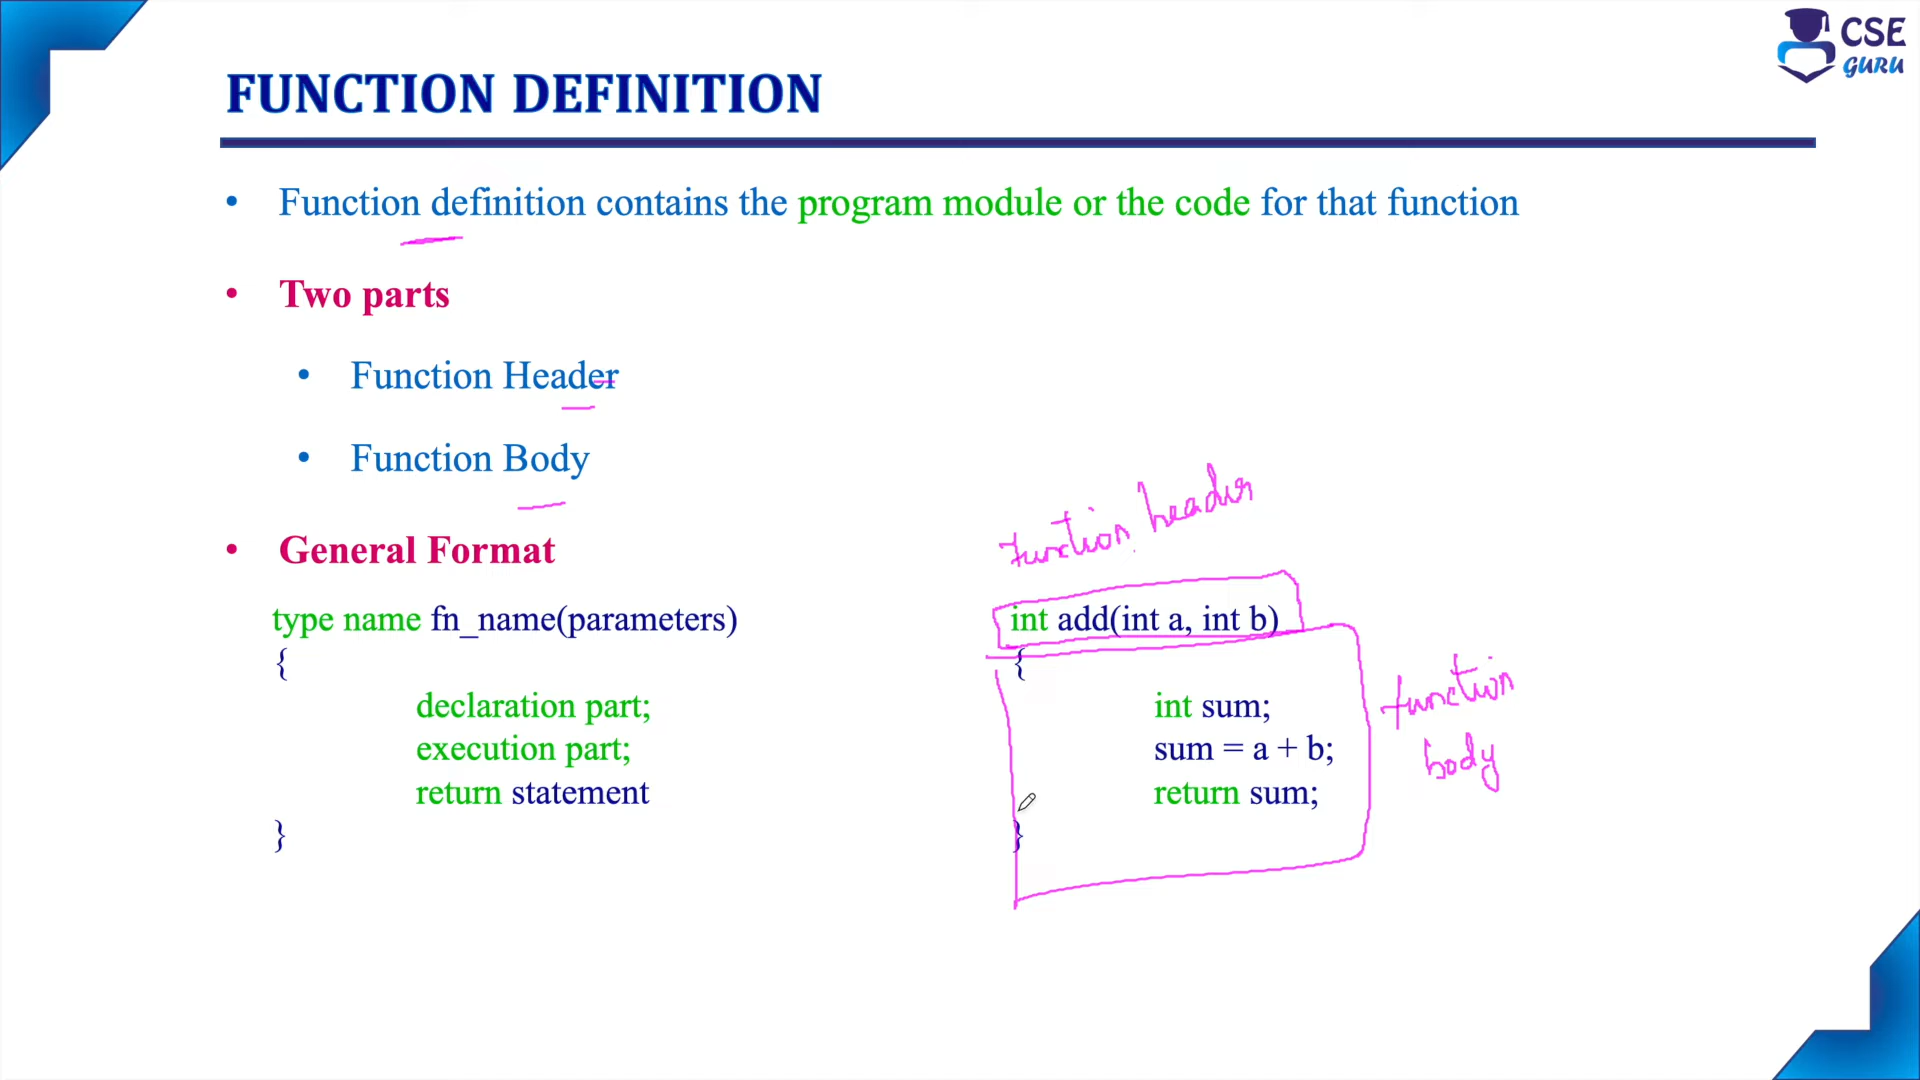 CSE
GURU
FUNCTION DEFINITION
• Function definition contains the program module or the code for that function
• Two parts
• Function Header
• Function Body
• General Format
type name fn_name(parameters)
{
declaration part;
execution part;
return statement
}
function header
int add(int a, int b)
{
int sum;
sum = a + b;
return sum;
}
function
body